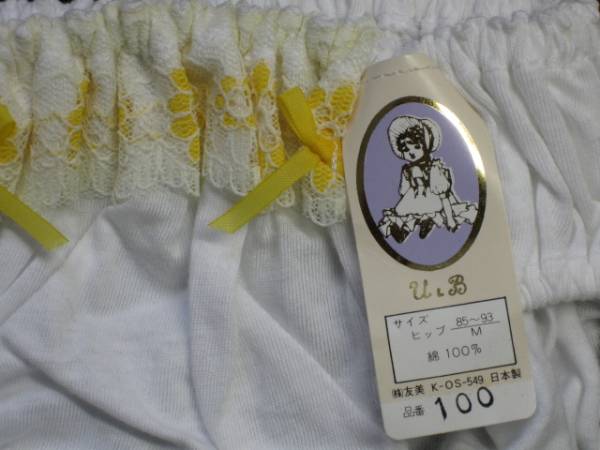 U & B
サイズ
ヒップ 85〜93
M
綿 100%
㈱友美 K-OS-549 日本製
品番 100